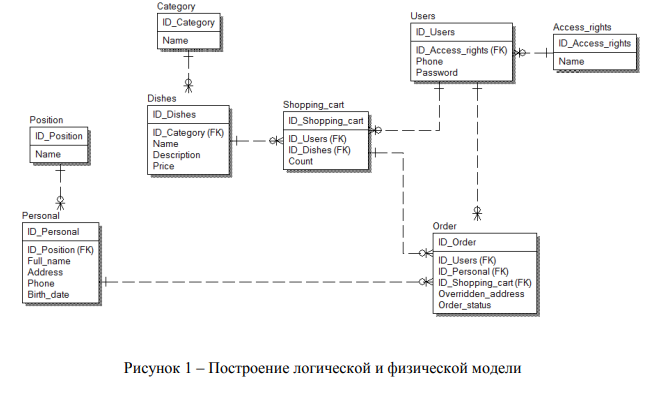 Category
ID_Category
Name
Users
ID_Users
ID_Access_rights (FK)
Phone
Password
Access_rights
ID_Access_rights
Name
Dishes
ID_Dishes
ID_Category (FK)
Name
Description
Price
Shopping_cart
ID_Shopping_cart
ID_Users (FK)
ID_Dishes (FK)
Count
Position
ID_Position
Name
Personal
ID_Personal
ID_Position (FK)
Full_name
Address
Phone
Birth_date
Order
ID_Order
ID_Users (FK)
ID_Personal (FK)
ID_Shopping_cart (FK)
Overridden_address
Order_status
Рисунок 1 – Построение логической и физической модели